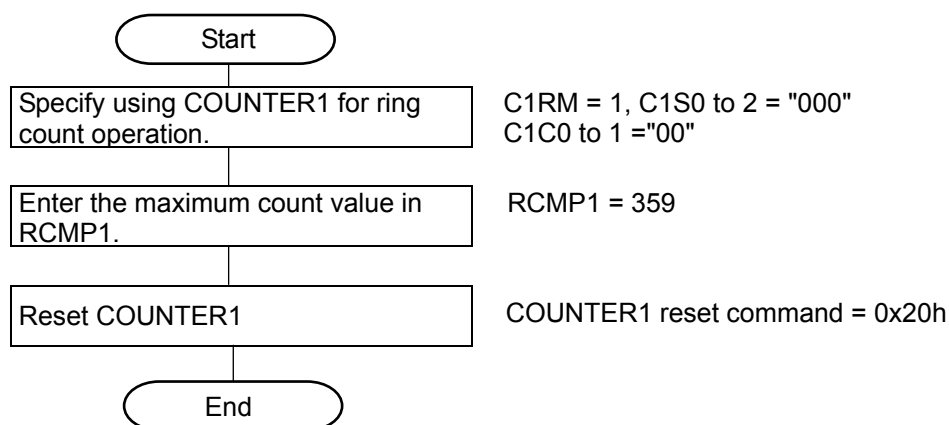 Start
Specify using COUNTER1 for ring
count operation.
C1RM = 1, C1S0 to 2 = "000"
C1C0 to 1 ="00"
Enter the maximum count value in
RCMP1.
RCMP1 = 359
Reset COUNTER1
COUNTER1 reset command = 0x20h
End